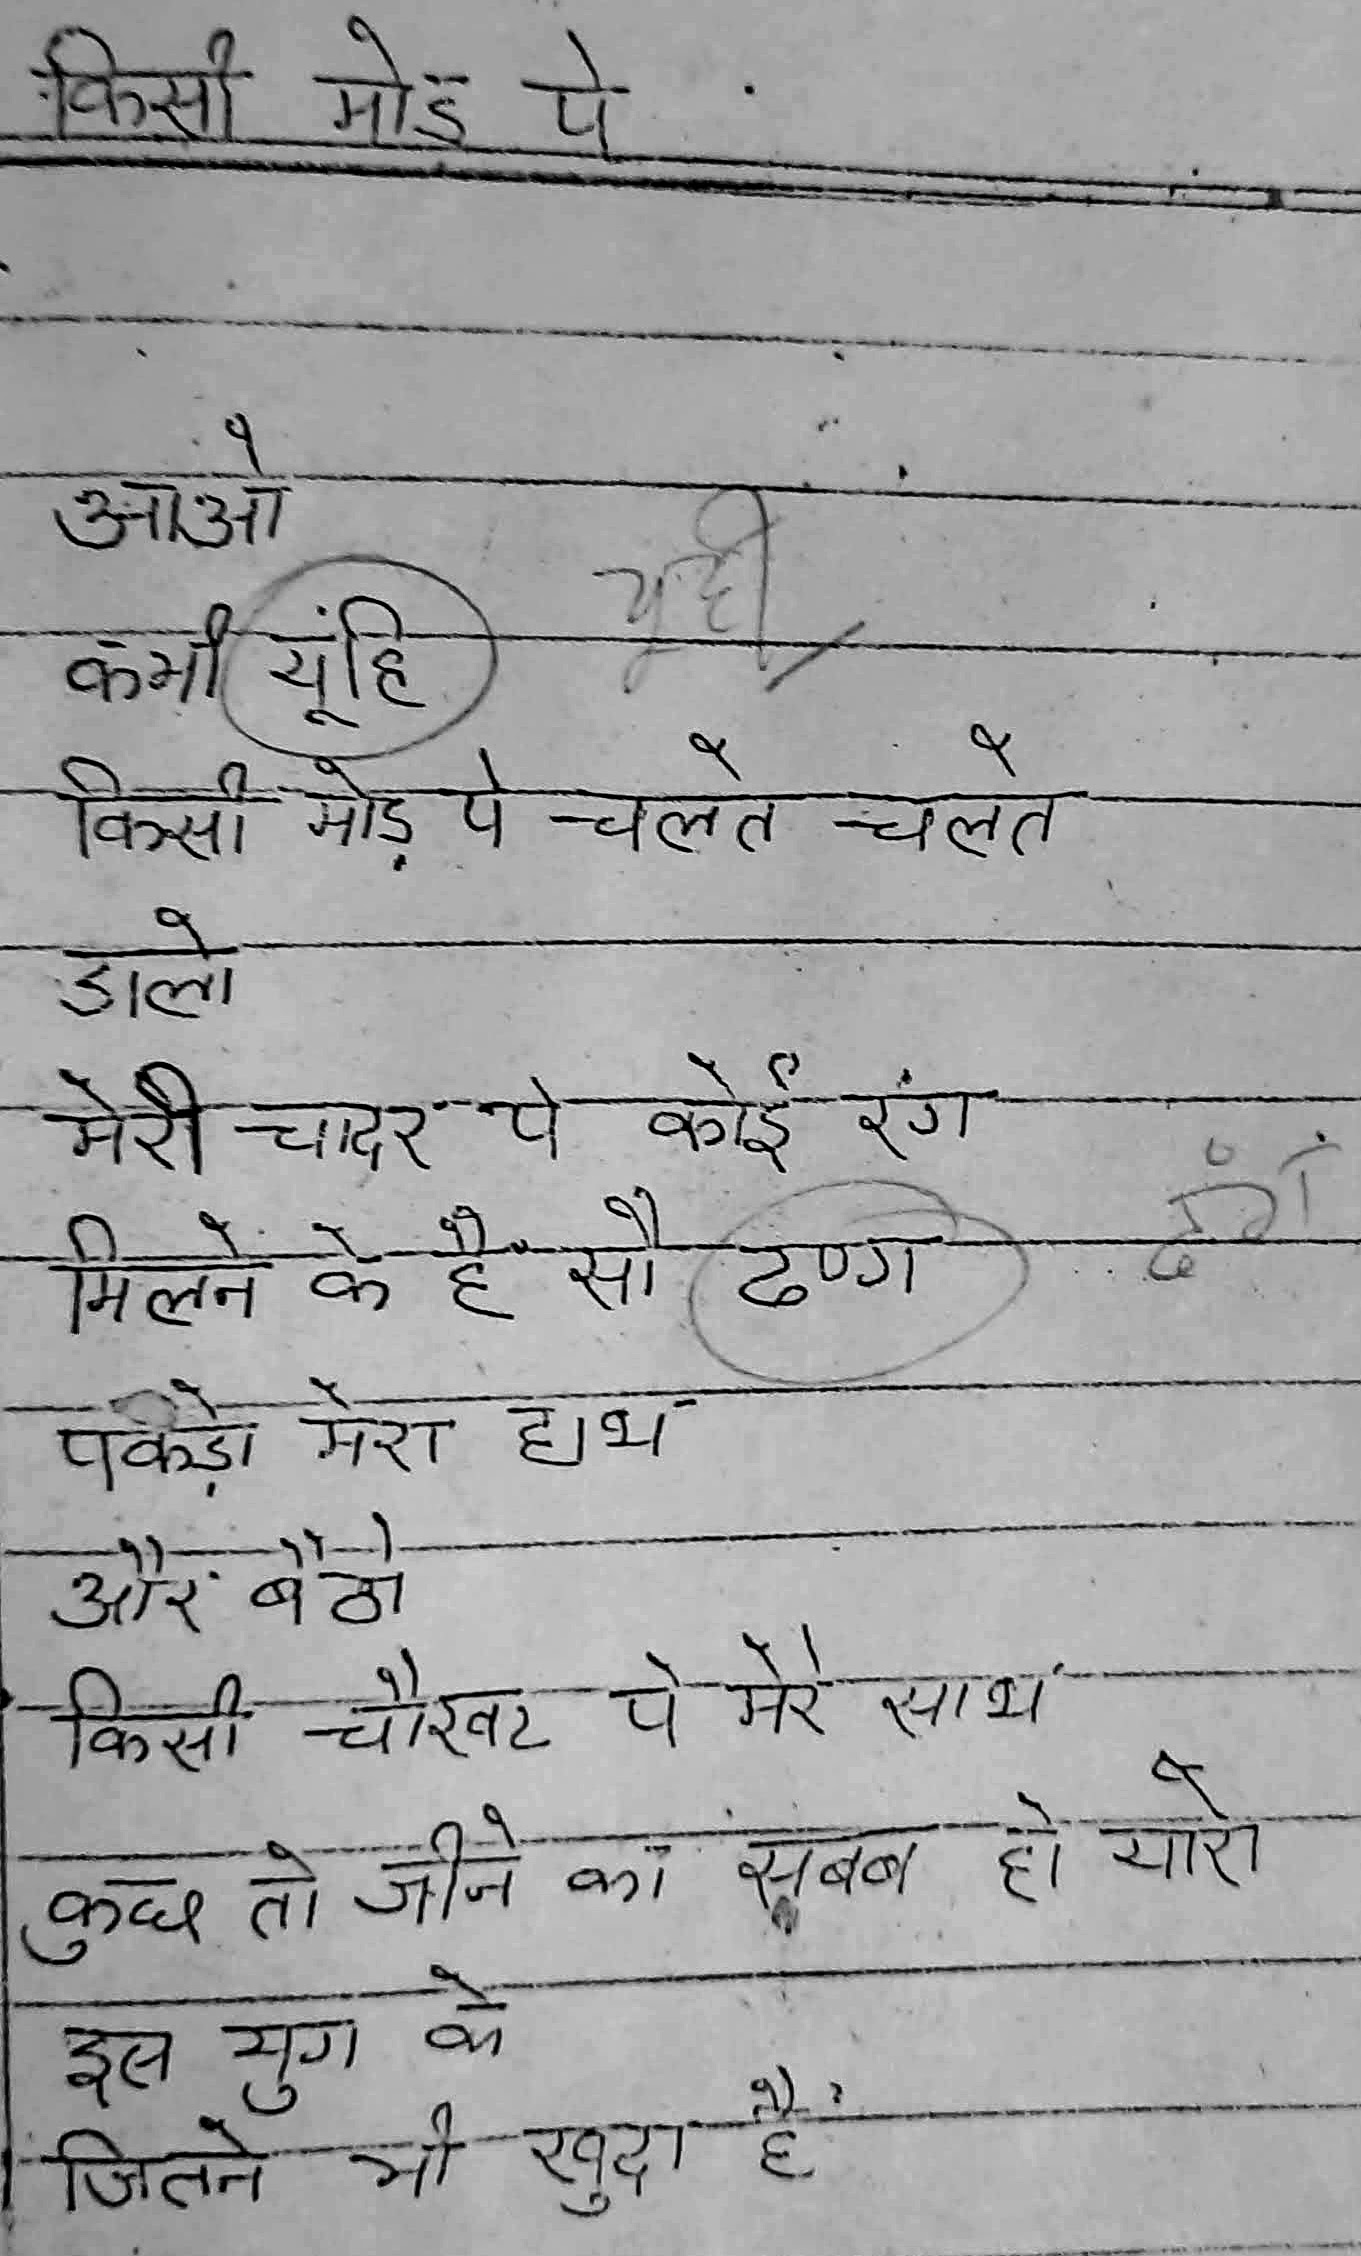 किसी मोड पे
आओ
कभी यूंहि यूंही
किसी मोड़ पे चलते चलते
डालो
मेरी चादर पे कोई रंग
मिलने के हैं सौ ढण्ग ढँग
पकड़ो मेरा हाथ
और बैठो
किसी चौखट पे मेरे साथ
कुछ तो जीने का सबब हो यारो
इस युग के
जितने भी खुदा हैं